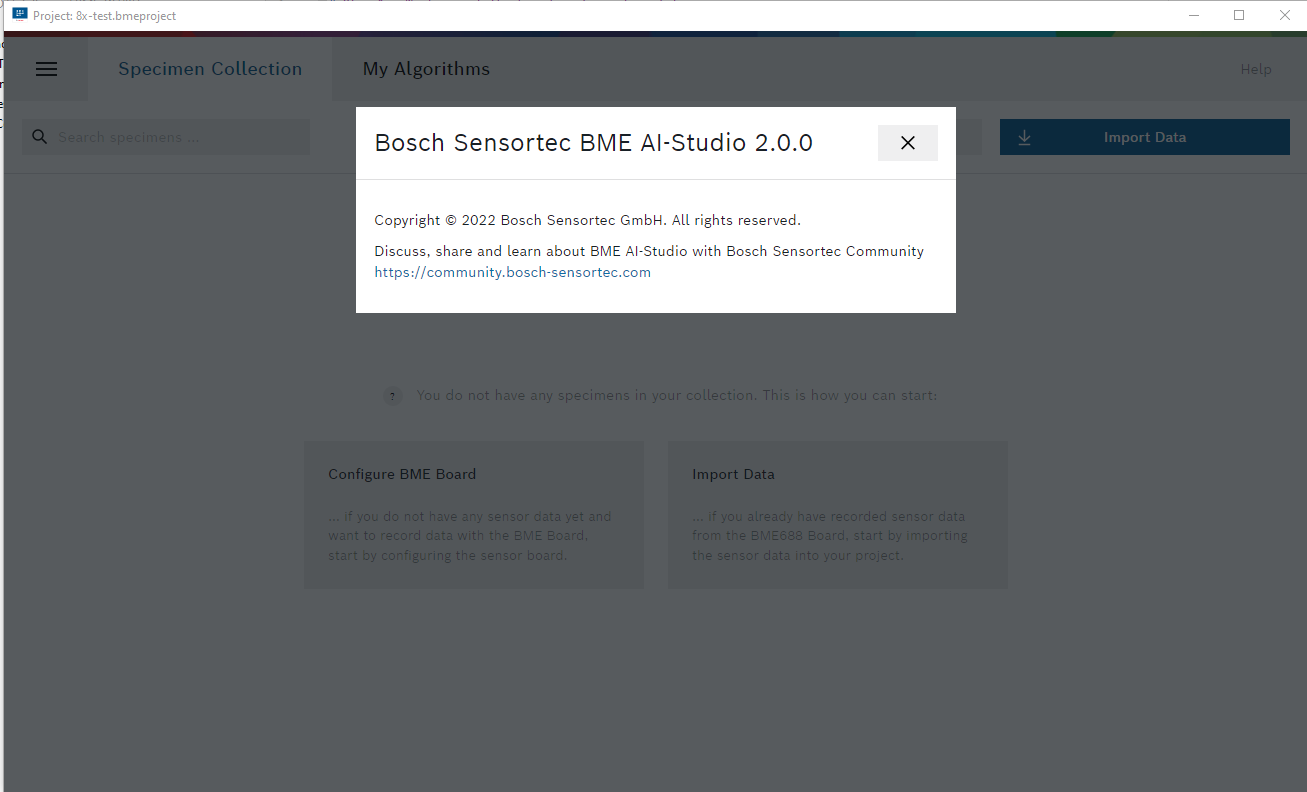 Project: 8x-test.bmeproject
Specimen Collection
My Algorithms
Help
Search specimens ...
Import Data
Bosch Sensortec BME AI-Studio 2.0.0
Copyright © 2022 Bosch Sensortec GmbH. All rights reserved.
Discuss, share and learn about BME AI-Studio with Bosch Sensortec Community
https://community.bosch-sensortec.com
? You do not have any specimens in your collection. This is how you can start:
Configure BME Board
... if you do not have any sensor data yet and
want to record data with the BME Board,
start by configuring the sensor board.
Import Data
... if you already have recorded sensor data
from the BME688 Board, start by importing
the sensor data into your project.